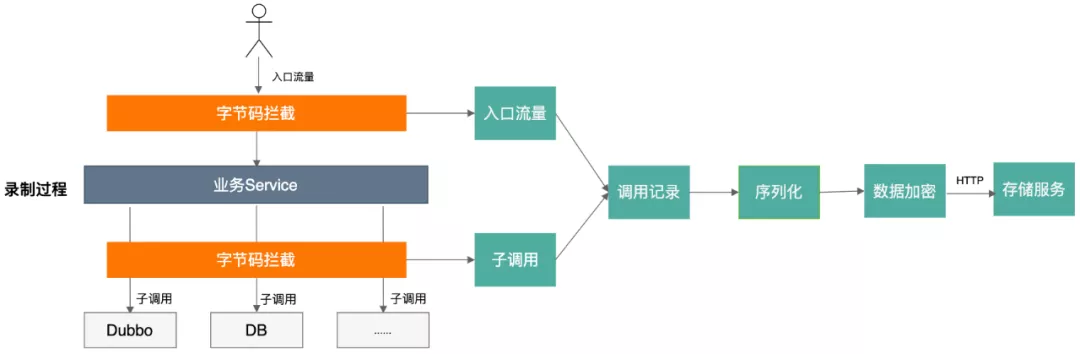 入口流量
字节码拦截
入口流量
录制过程
业务Service
调用记录
序列化
数据加密
HTTP
存储服务
字节码拦截
子调用
子调用
子调用
子调用
Dubbo
DB
......